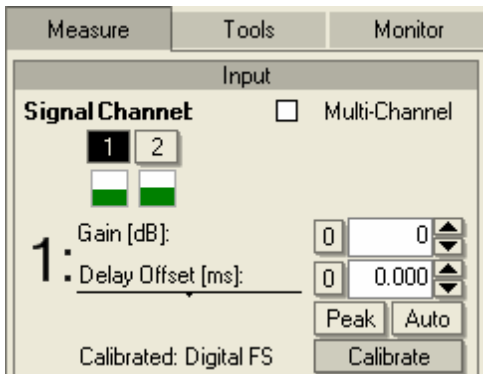 Measure Tools Monitor
Input
Signal Channel Multi-Channel
1 2
1: Gain [dB]: 0 0
Delay Offset [ms]: 0 0.000
Peak Auto
Calibrated: Digital FS Calibrate